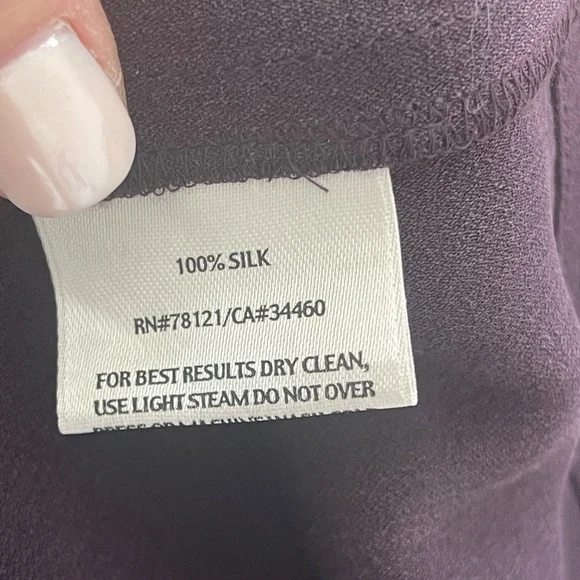 100% SILK
RN#78121/CA#34460
FOR BEST RESULTS DRY CLEAN,
USE LIGHT STEAM DO NOT OVER